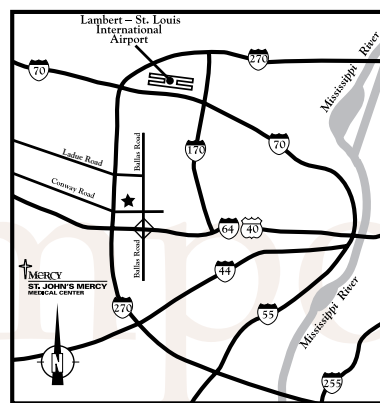 Lambert – St. Louis
International
Airport
270
Mississippi River
70
Ballas Road
70
170
Ladue Road
Conway Road
64
40
MERCY
ST. JOHN'S MERCY
MEDICAL CENTER
Ballas Road
44
Mississippi River
270
55
N
255